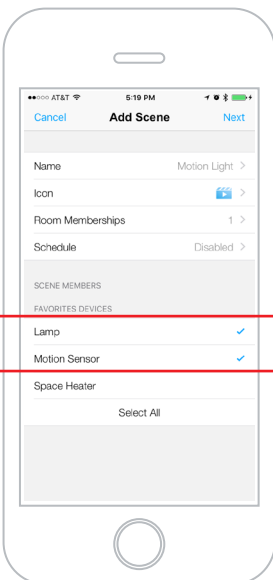 AT&T 5:19 PM
Cancel Add Scene Next
Name Motion Light
Icon
Room Memberships 1
Schedule Disabled
SCENE MEMBERS
FAVORITES DEVICES
Lamp
Motion Sensor
Space Heater
Select All